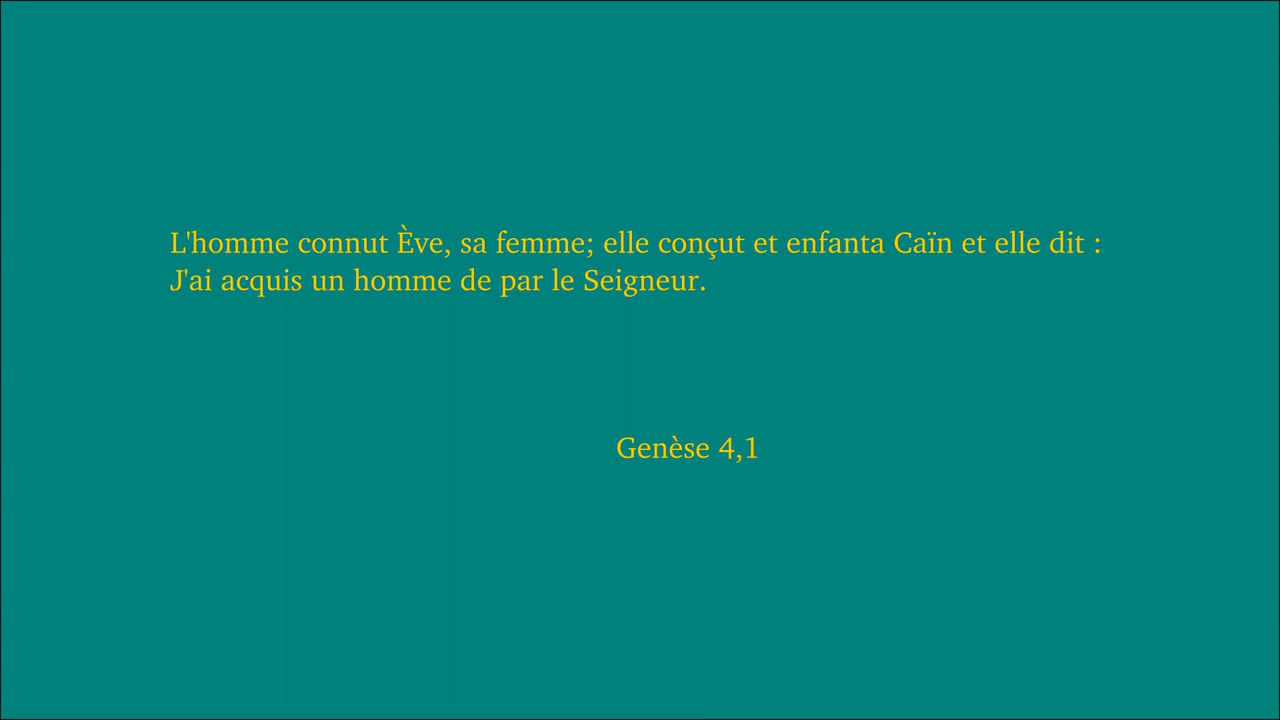 L'homme connut Ève, sa femme; elle conçut et enfanta Caïn et elle dit :
J'ai acquis un homme de par le Seigneur.
Genèse 4,1